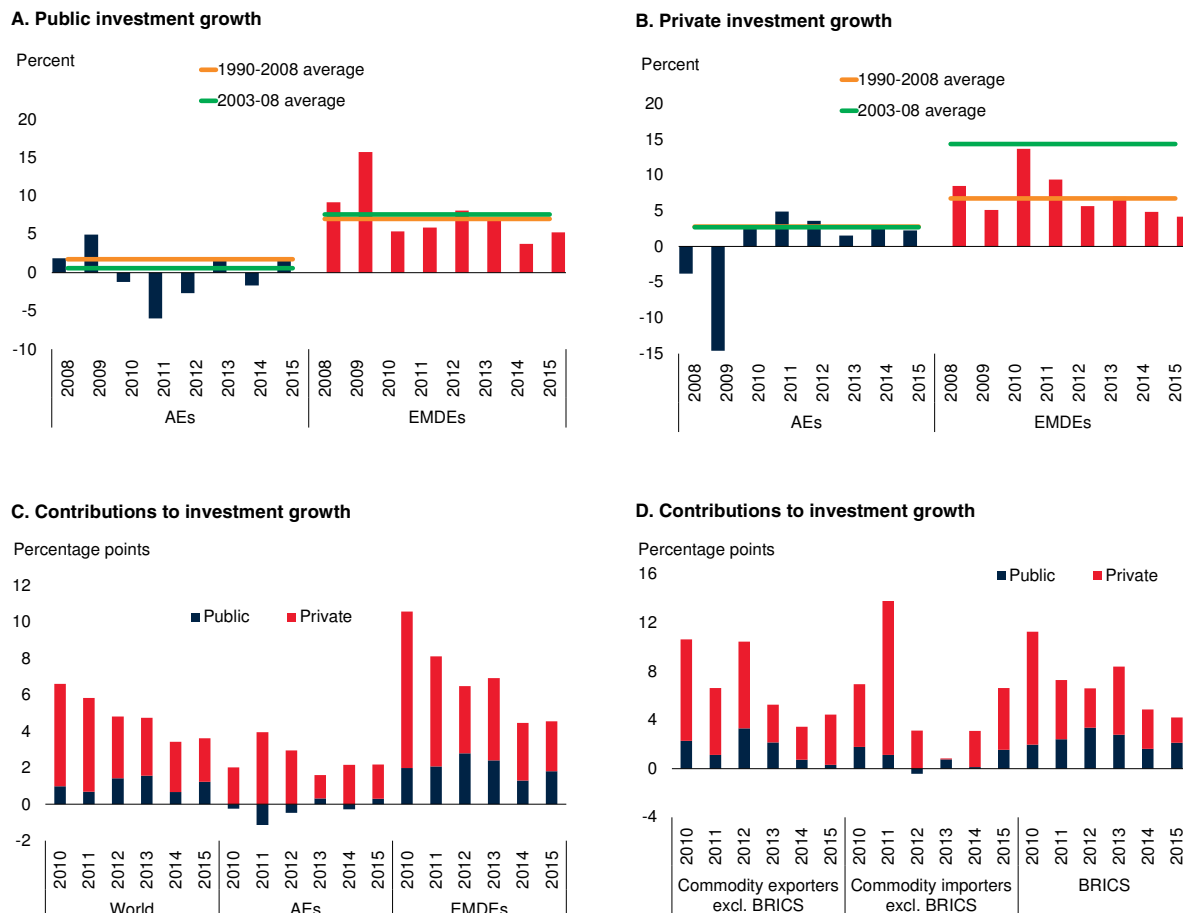 A. Public investment growth
Percent
1990-2008 average
2003-08 average
20
15
10
5
0
-5
-10
2008 2009 2010 2011 2012 2013 2014 2015 2008 2009 2010 2011 2012 2013 2014 2015
AEs EMDEs
B. Private investment growth
Percent
1990-2008 average
2003-08 average
20
15
10
5
0
-5
-10
-15
2008 2009 2010 2011 2012 2013 2014 2015 2008 2009 2010 2011 2012 2013 2014 2015
AEs EMDEs
C. Contributions to investment growth
Percentage points
Public Private
12
10
8
6
4
2
0
-2
2010 2011 2012 2013 2014 2015 2010 2011 2012 2013 2014 2015 2010 2011 2012 2013 2014 2015
World AEs EMDEs
D. Contributions to investment growth
Percentage points
Public Private
16
12
8
4
0
-4
2010 2011 2012 2013 2014 2015 2010 2011 2012 2013 2014 2015 2010 2011 2012 2013 2014 2015
Commodity exporters
excl. BRICS
Commodity importers
excl. BRICS
BRICS